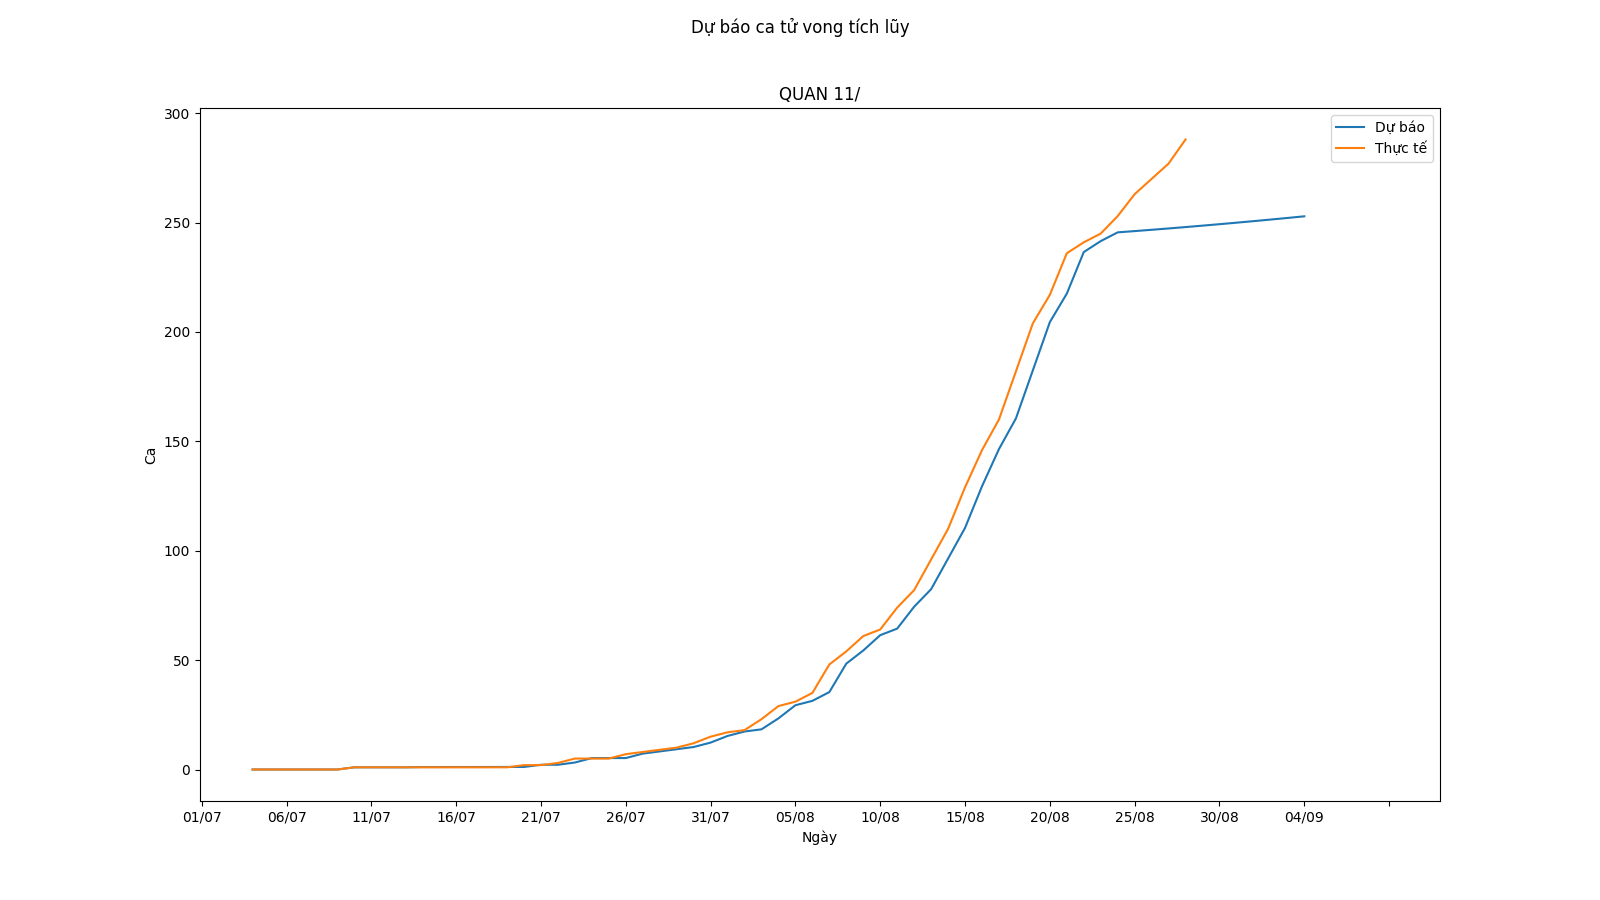 Dự báo ca tử vong tích lũy
QUAN 11/
300
250
200
150
100
50
0
Ca
Dự báo
Thực tế
01/07 06/07 11/07 16/07 21/07 26/07 31/07 05/08 10/08 15/08 20/08 25/08 30/08 04/09
Ngày